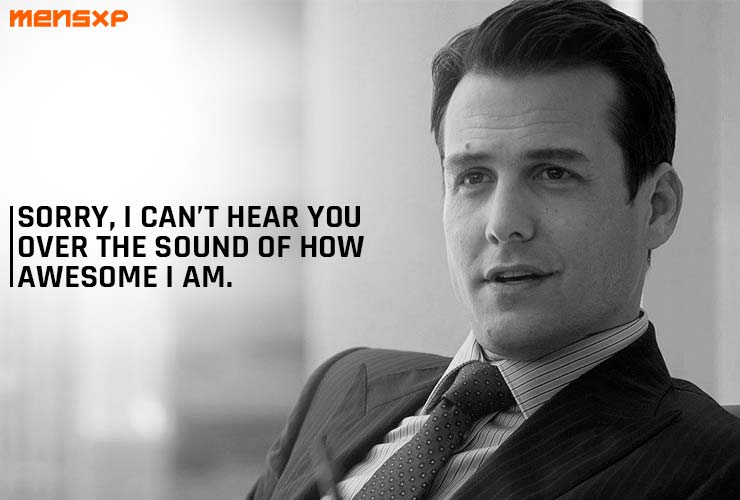 mensxp
SORRY, I CAN'T HEAR YOU
OVER THE SOUND OF HOW
AWESOME I AM.